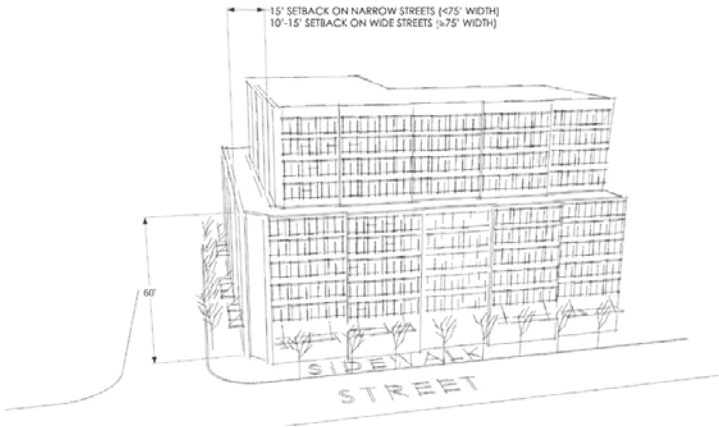 15' SETBACK ON NARROW STREETS (<75' WIDTH)
10'-15' SETBACK ON WIDE STREETS (≥75' WIDTH)
60'
SIDEWALK
STREET